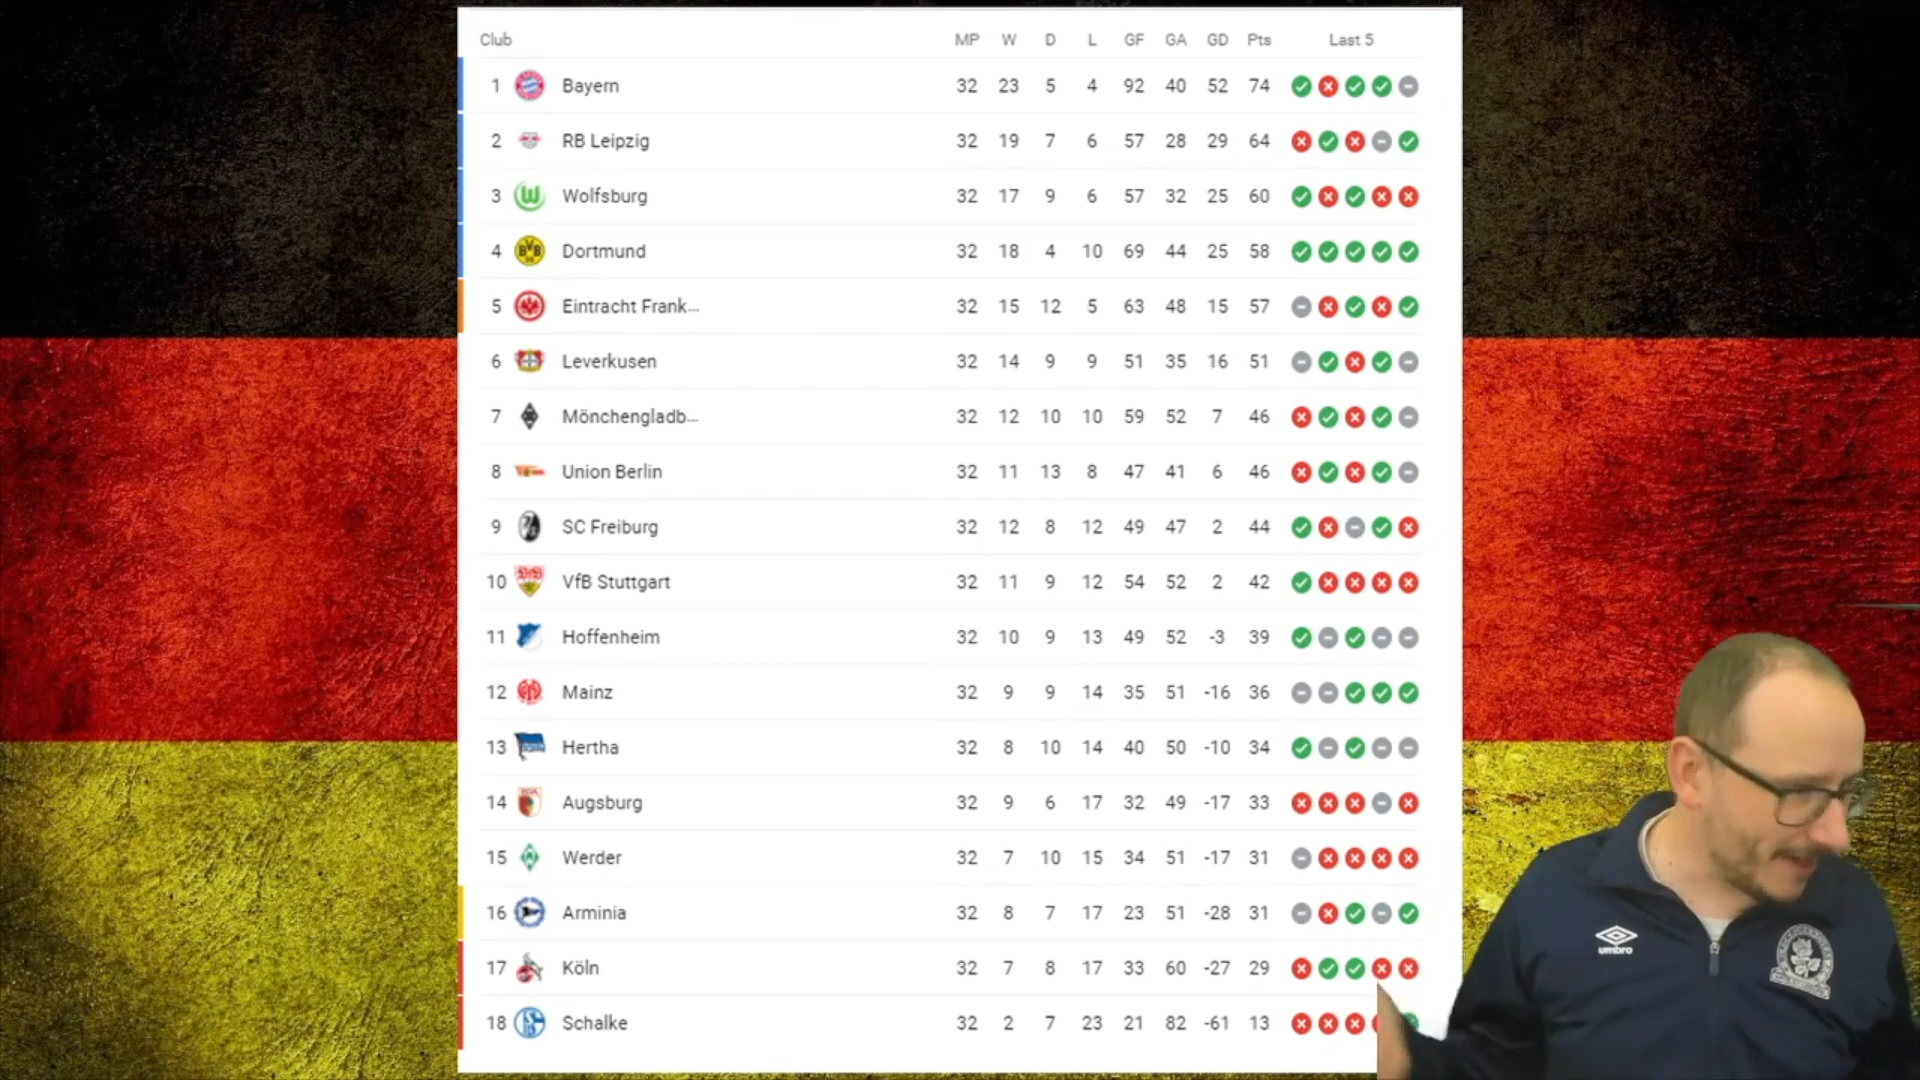 Club MP W D L GF GA GD Pts Last 5
1 Bayern 32 23 5 4 92 40 52 74
2 RB Leipzig 32 19 7 6 57 28 29 64
3 Wolfsburg 32 17 9 6 57 32 25 60
4 Dortmund 32 18 4 10 69 44 25 58
5 Eintracht Frank... 32 15 12 5 63 48 15 57
6 Leverkusen 32 14 9 9 51 35 16 51
7 Mönchengladb... 32 12 10 10 59 52 7 46
8 Union Berlin 32 11 13 8 47 41 6 46
9 SC Freiburg 32 12 8 12 49 47 2 44
10 VfB Stuttgart 32 11 9 12 54 52 2 42
11 Hoffenheim 32 10 9 13 49 52 -3 39
12 Mainz 32 9 9 14 35 51 -16 36
13 Hertha 32 8 10 14 40 50 -10 34
14 Augsburg 32 9 6 17 32 49 -17 33
15 Werder 32 7 10 15 34 51 -17 31
16 Arminia 32 8 7 17 23 51 -28 31
17 Köln 32 7 8 17 33 60 -27 29
18 Schalke 32 2 7 23 21 82 -61 13
umbro